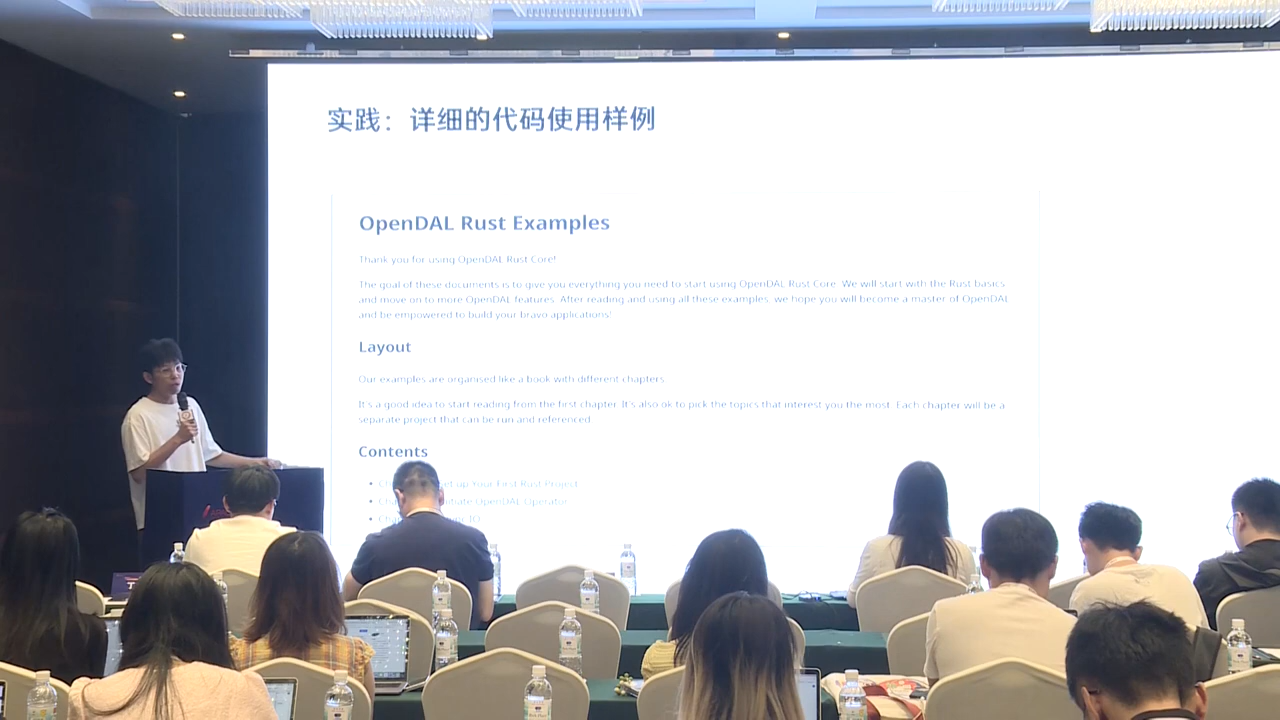 实践：详细的代码使用样例
OpenDAL Rust Examples
Thank you for using OpenDAL Rust Core!
The goal of these documents is to give you everything you need to start using OpenDAL Rust Core. We will start with the Rust basics
and move on to more OpenDAL features. After reading and using all these examples, we hope you will become a master of OpenDAL
and be empowered to build your bravo applications!
Layout
Our examples are organised like a book with different chapters.
It's a good idea to start reading from the first chapter. It's also ok to pick the topics that interest you the most. Each chapter will be a
separate project that can be run and referenced.
Contents
Up Your First Rust Project
OpenDAL Operator